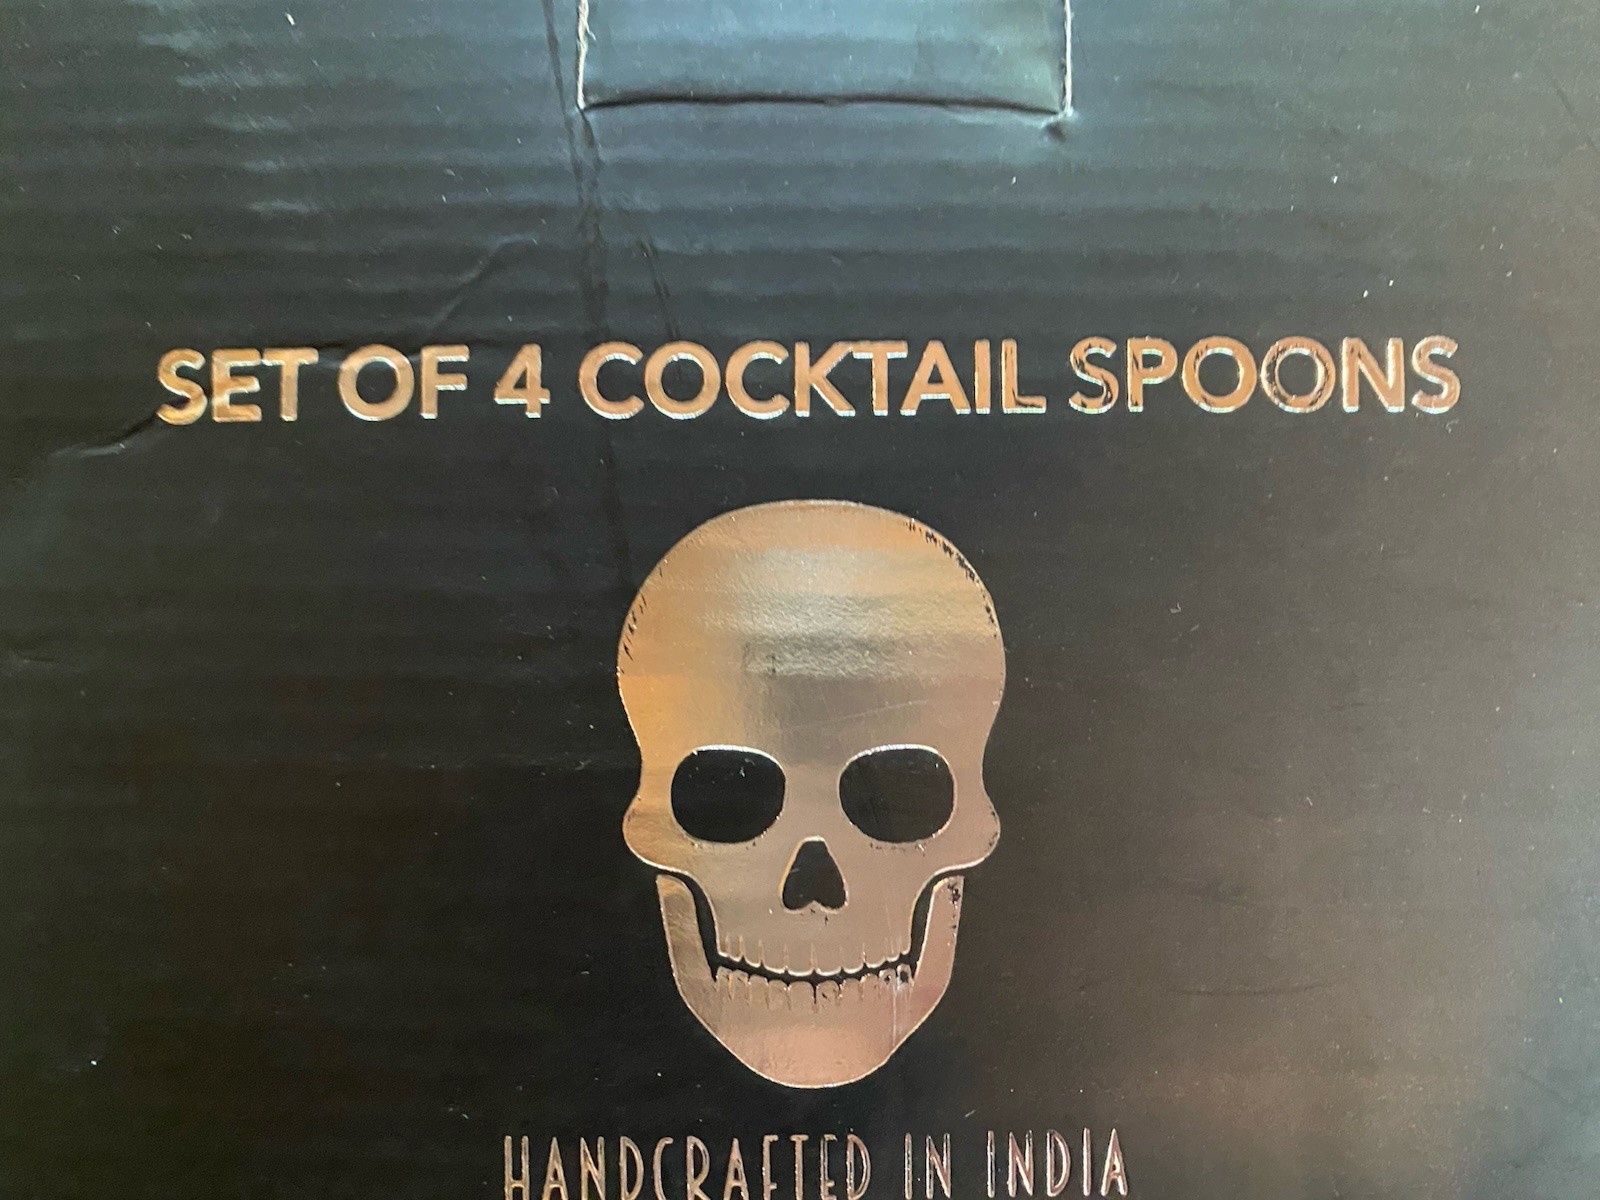 SET OF 4 COCKTAIL SPOONS
HANDCRAFTED IN INDIA